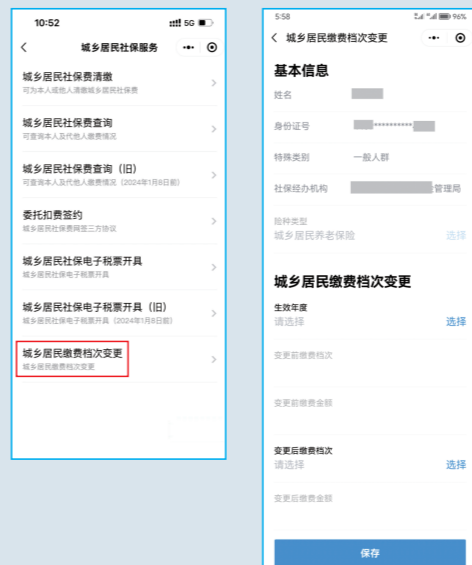 10:52
5G
城乡居民社保服务
城乡居民社保费清缴
可为本人或他人清缴城乡居民社保费
城乡居民社保费查询
可查询本人及代他人缴费情况
城乡居民社保费查询（旧）
可查询本人及代他人缴费情况（2024年1月8日前）
委托扣费签约
城乡居民社保费网签三方协议
城乡居民社保电子税票开具
城乡居民社保电子税票开具
城乡居民社保电子税票开具（旧）
城乡居民社保电子税票开具（2024年1月8日前）
城乡居民缴费档次变更
城乡居民缴费档次变更
5:58
96%
城乡居民缴费档次变更
基本信息
姓名
身份证号 **********
特殊类别 一般人群
社保经办机构 管理局
险种类型
城乡居民养老保险 选择
城乡居民缴费档次变更
生效年度
请选择 选择
变更前缴费档次
变更前缴费金额
变更后缴费档次
请选择 选择
变更后缴费金额
保存